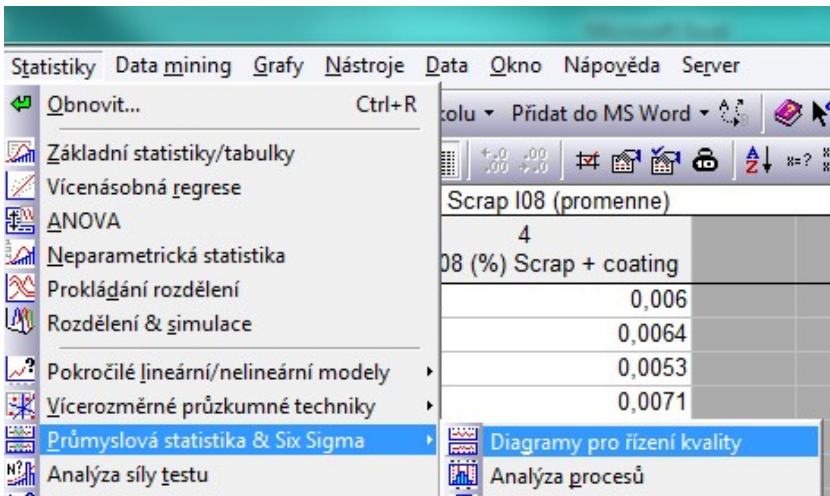 Statistiky Data mining Grafy Nástroje Data Okno Nápověda Server
Obnovit... Ctrl+R
Přidat do MS Word
Základní statistiky/tabulky
Vícenásobná regrese
ANOVA
Neparametrická statistika
Prokládání rozdělení
Rozdělení & simulace
Pokročilé lineární/nelineární modely
Vícerozměrné průzkumné techniky
Průmyslová statistika & Six Sigma
Analýza síly testu
Scrap I08 (promenne)
4
08 (%) Scrap + coating
0,006
0,0064
0,0053
0,0071
Diagramy pro řízení kvality
Analýza procesů